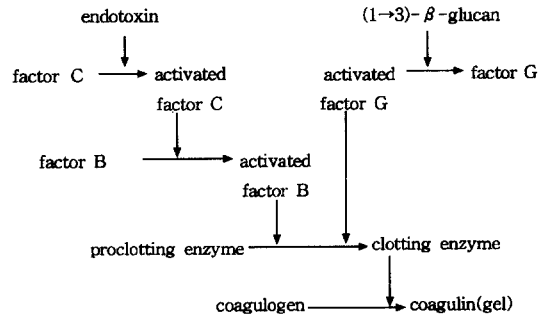 endotoxin (1→3)-β-glucan
factor C activated factor C activated factor G factor G
factor B activated factor B
proclotting enzyme clotting enzyme
coagulogen coagulin(gel)